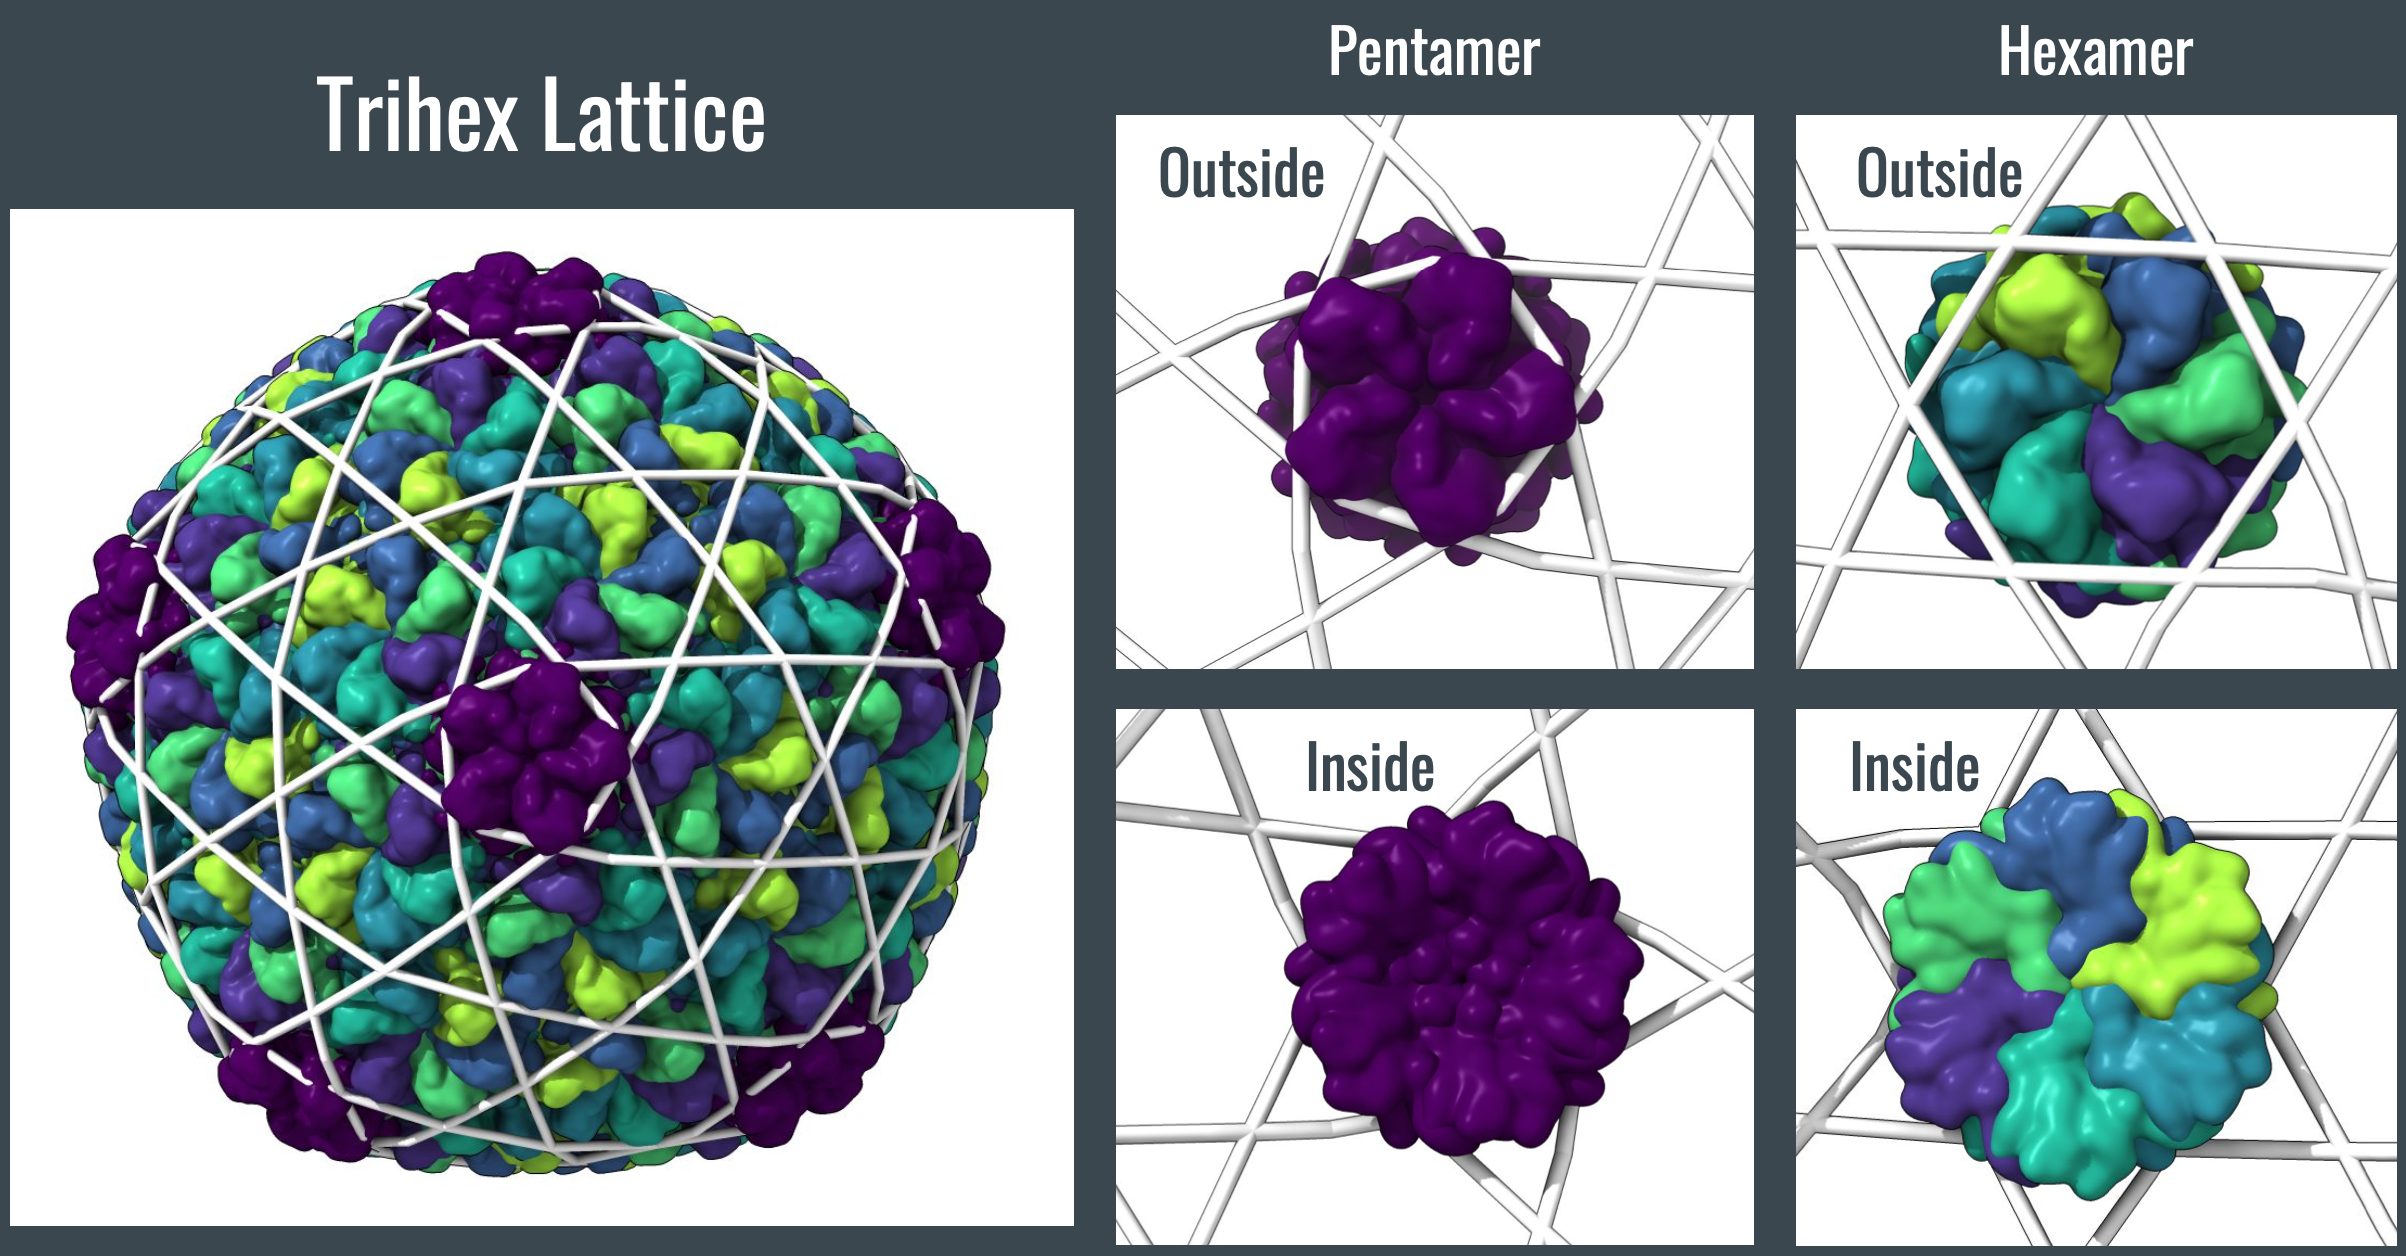 Trihex Lattice
Pentamer
Hexamer
Outside
Outside
Inside
Inside